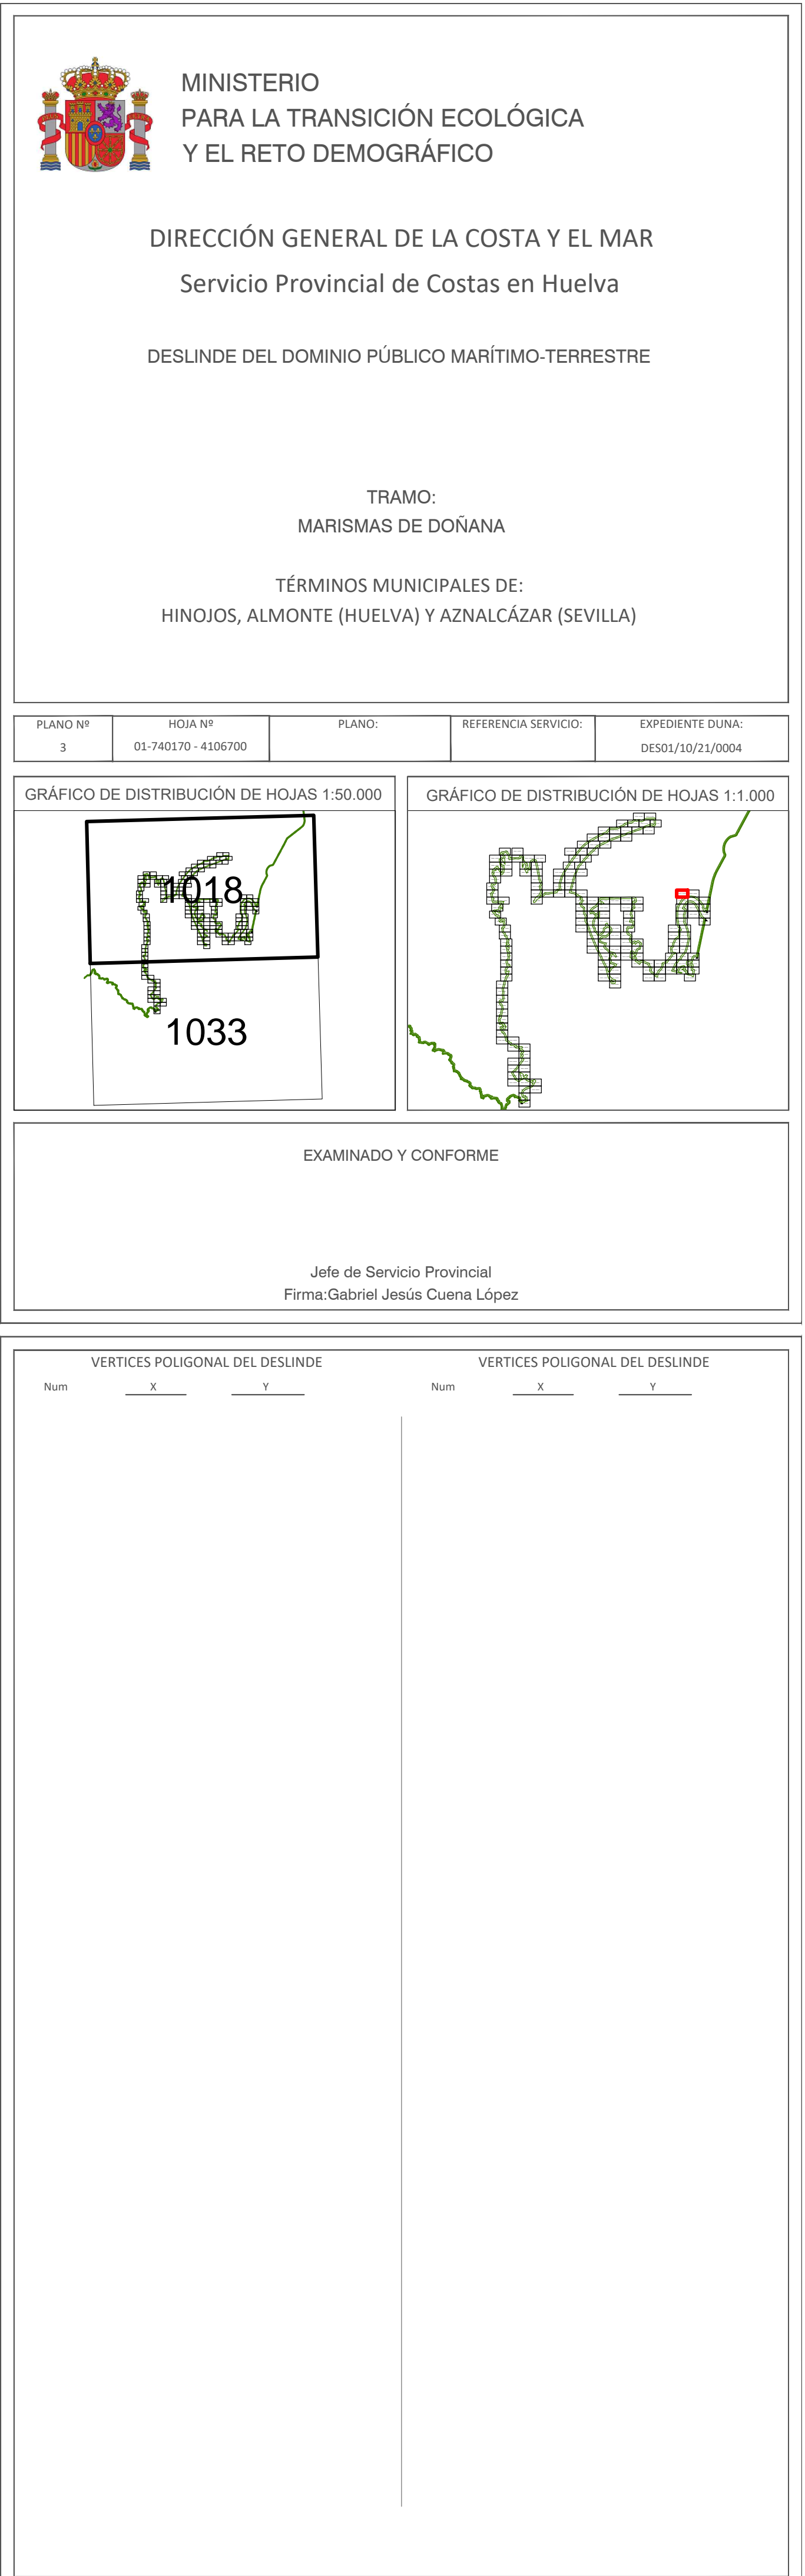 MINISTERIO
PARA LA TRANSICIÓN ECOLÓGICA
Y EL RETO DEMOGRÁFICO
DIRECCIÓN GENERAL DE LA COSTA Y EL MAR
Servicio Provincial de Costas en Huelva
DESLINDE DEL DOMINIO PÚBLICO MARÍTIMO-TERRESTRE
TRAMO:
MARISMAS DE DOÑANA
TÉRMINOS MUNICIPALES DE:
HINOJOS, ALMONTE (HUELVA) Y AZNALCÁZAR (SEVILLA)
PLANO Nº
3
HOJA Nº
01-740170 - 4106700
PLANO:
REFERENCIA SERVICIO:
EXPEDIENTE DUNA:
DES01/10/21/0004
GRÁFICO DE DISTRIBUCIÓN DE HOJAS 1:50.000
1018
1033
GRÁFICO DE DISTRIBUCIÓN DE HOJAS 1:1.000
EXAMINADO Y CONFORME
Jefe de Servicio Provincial
Firma:Gabriel Jesús Cuena López
VERTICES POLIGONAL DEL DESLINDE
Num X Y
VERTICES POLIGONAL DEL DESLINDE
Num X Y